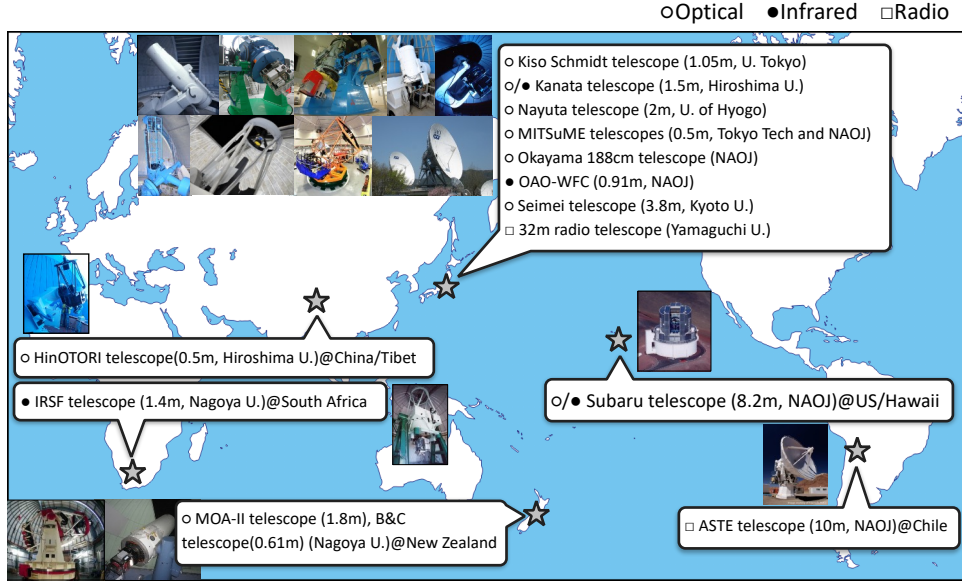 ○Optical ●Infrared □Radio
○ Kiso Schmidt telescope (1.05m, U. Tokyo)
○/● Kanata telescope (1.5m, Hiroshima U.)
○ Nayuta telescope (2m, U. of Hyogo)
○ MITSuME telescopes (0.5m, Tokyo Tech and NAOJ)
○ Okayama 188cm telescope (NAOJ)
● OAO-WFC (0.91m, NAOJ)
○ Seimei telescope (3.8m, Kyoto U.)
□ 32m radio telescope (Yamaguchi U.)
○ HinOTORI telescope(0.5m, Hiroshima U.)@China/Tibet
● IRSF telescope (1.4m, Nagoya U.)@South Africa
○/● Subaru telescope (8.2m, NAOJ)@US/Hawaii
○ MOA-II telescope (1.8m), B&C
telescope(0.61m) (Nagoya U.)@New Zealand
□ ASTE telescope (10m, NAOJ)@Chile